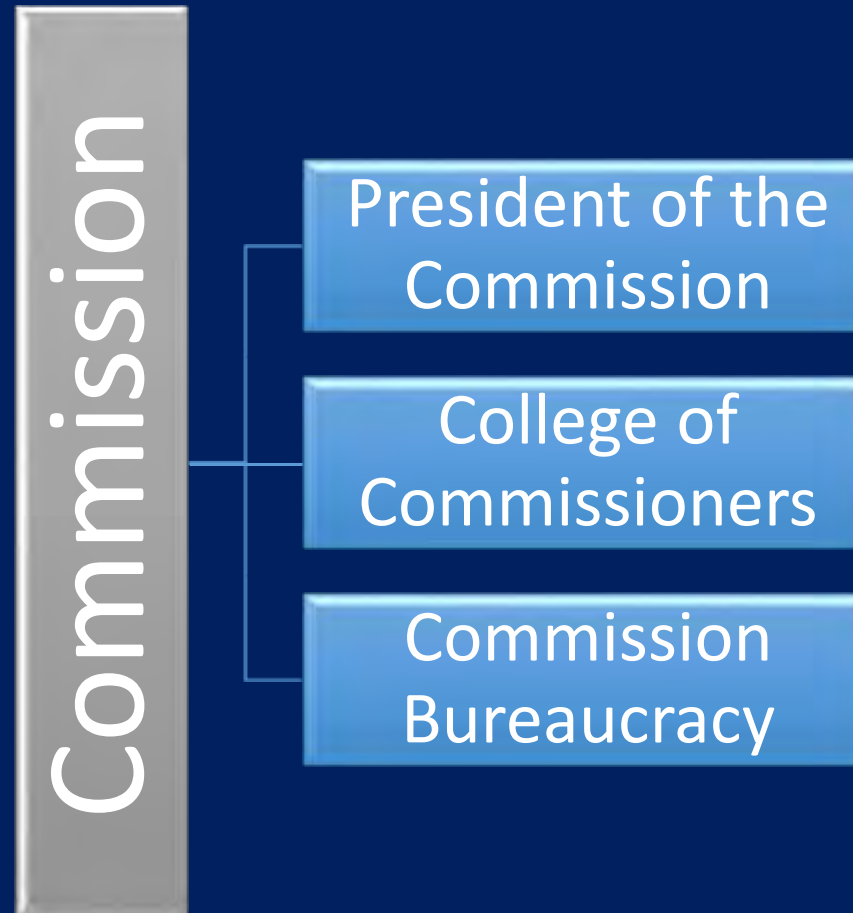 Commission
President of the
Commission
College of
Commissioners
Commission
Bureaucracy